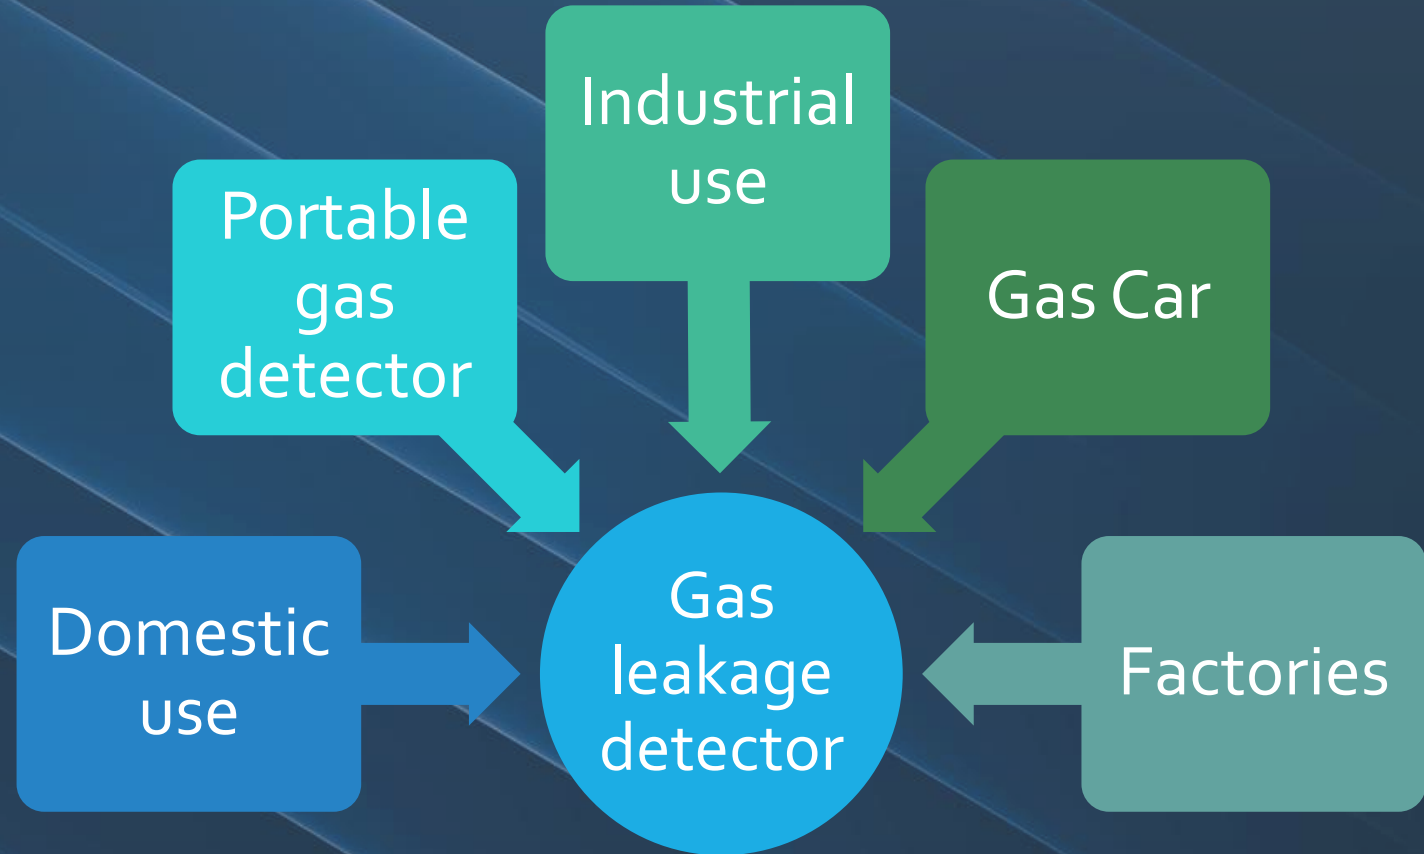 Industrial
use
Portable
gas
detector
Gas Car
Domestic
use
Gas
leakage
detector
Factories